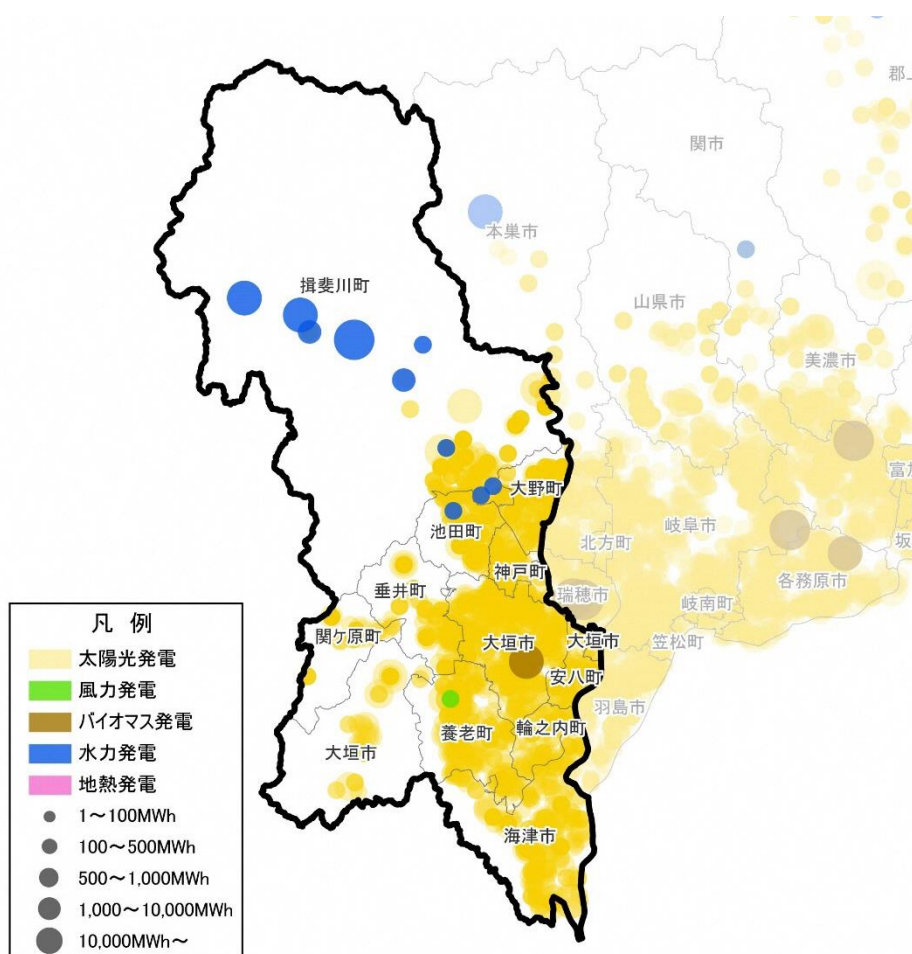 郡上
関市
本巣市
揖斐川町
山県市
美濃市
富加
大野町
池田町
岐阜市
北方町
坂
神戸町
各務原市
垂井町
瑞穂市
岐南町
関ケ原町
大垣市
大垣市
笠松町
安八町
羽島市
養老町
輪之内町
大垣市
海津市
凡 例
太陽光発電
風力発電
バイオマス発電
水力発電
地熱発電
1～100MWh
100～500MWh
500～1,000MWh
1,000～10,000MWh
10,000MWh～